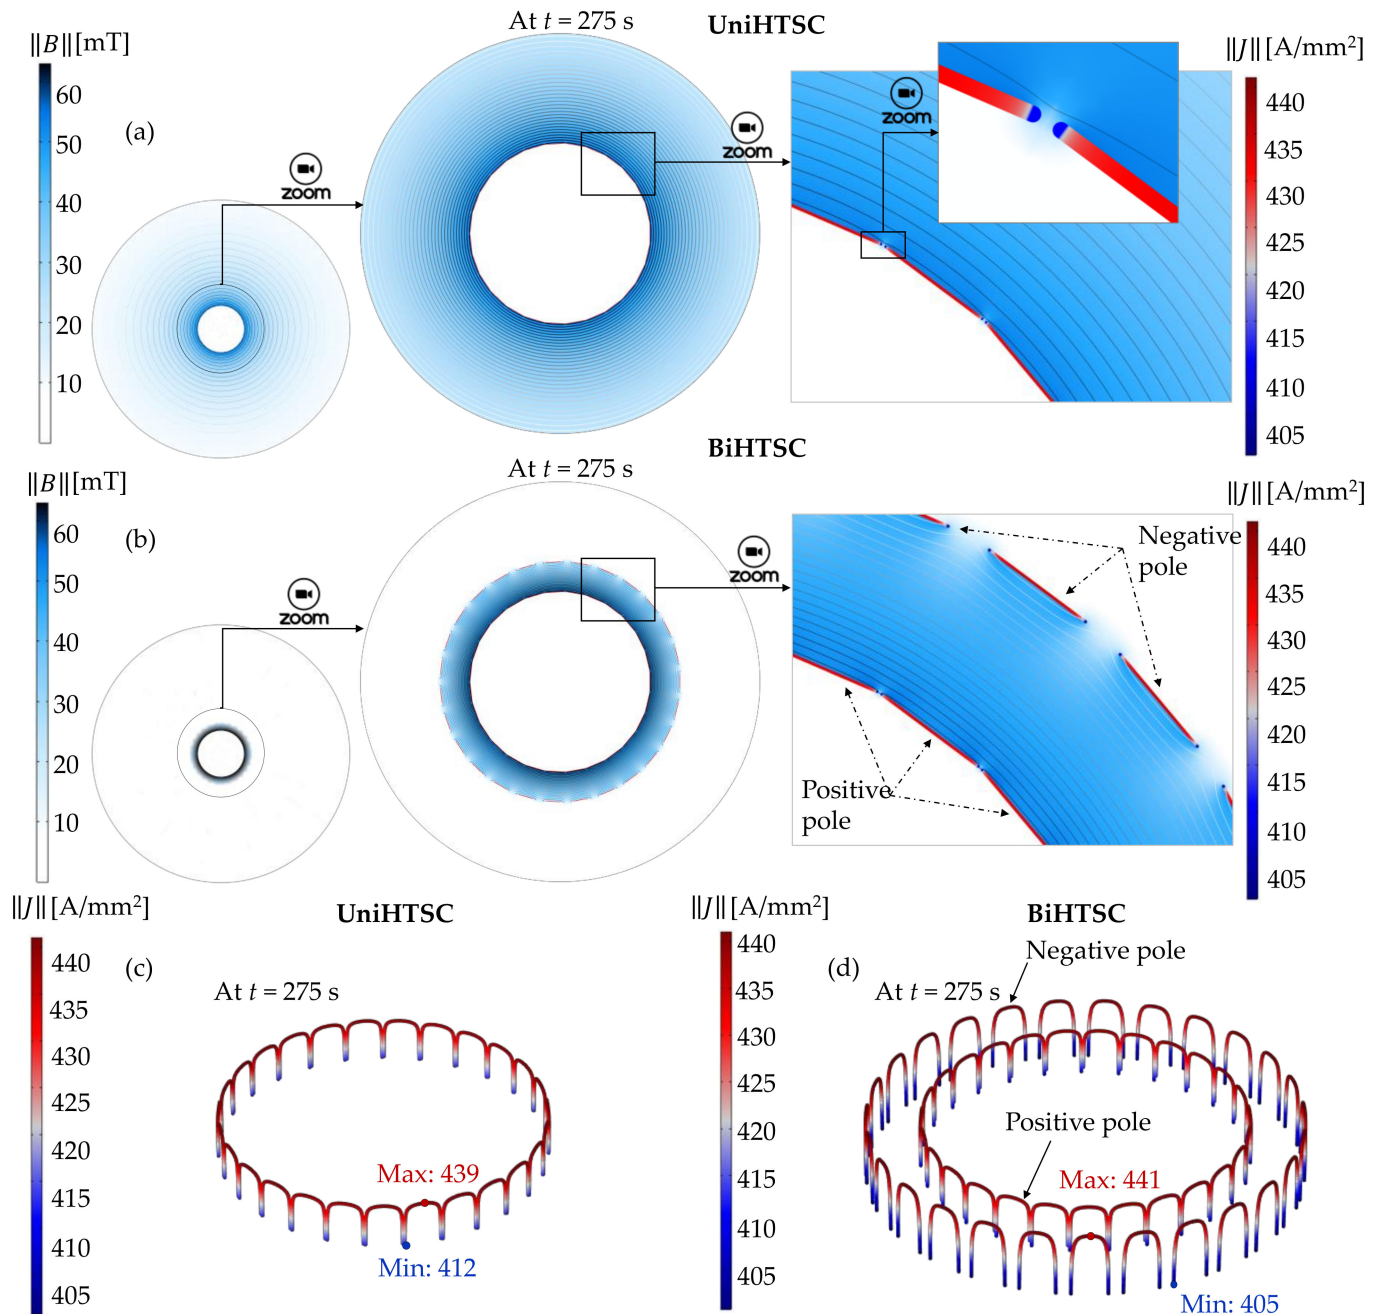 At t = 275 s
UniHTSC
||B|| [mT]
||J|| [A/mm²]
60
50
40
30
20
10
(a)
zoom
zoom
zoom
440
435
430
425
420
415
410
405
BiHTSC
At t = 275 s
||B|| [mT]
||J|| [A/mm²]
60
50
40
30
20
10
(b)
zoom
zoom
Negative
pole
Positive
pole
440
435
430
425
420
415
410
405
||J|| [A/mm²]
UniHTSC
440
435
430
425
420
415
410
405
(c)
At t = 275 s
Max: 439
Min: 412
||J|| [A/mm²]
BiHTSC
440
435
430
425
420
415
410
405
Negative pole
(d)
At t = 275 s
Positive pole
Max: 441
Min: 405